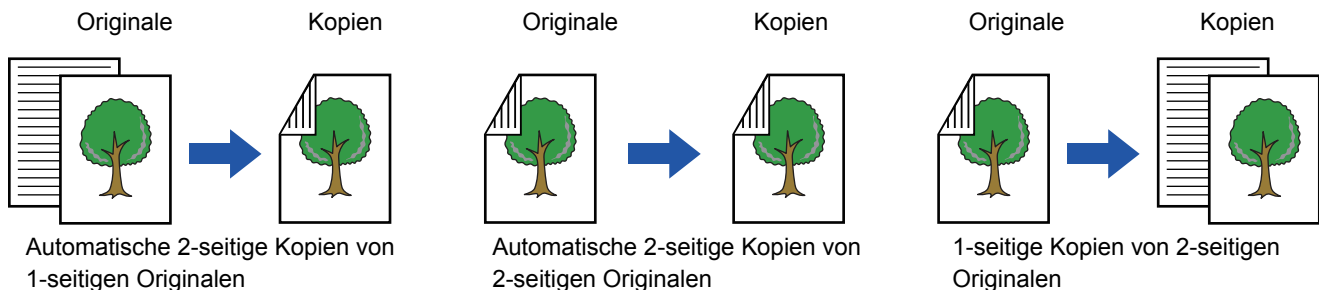 Originale Kopien Originale Kopien Originale Kopien
Automatische 2-seitige Kopien von
1-seitigen Originalen
Automatische 2-seitige Kopien von
2-seitigen Originalen
1-seitige Kopien von 2-seitigen
Originalen